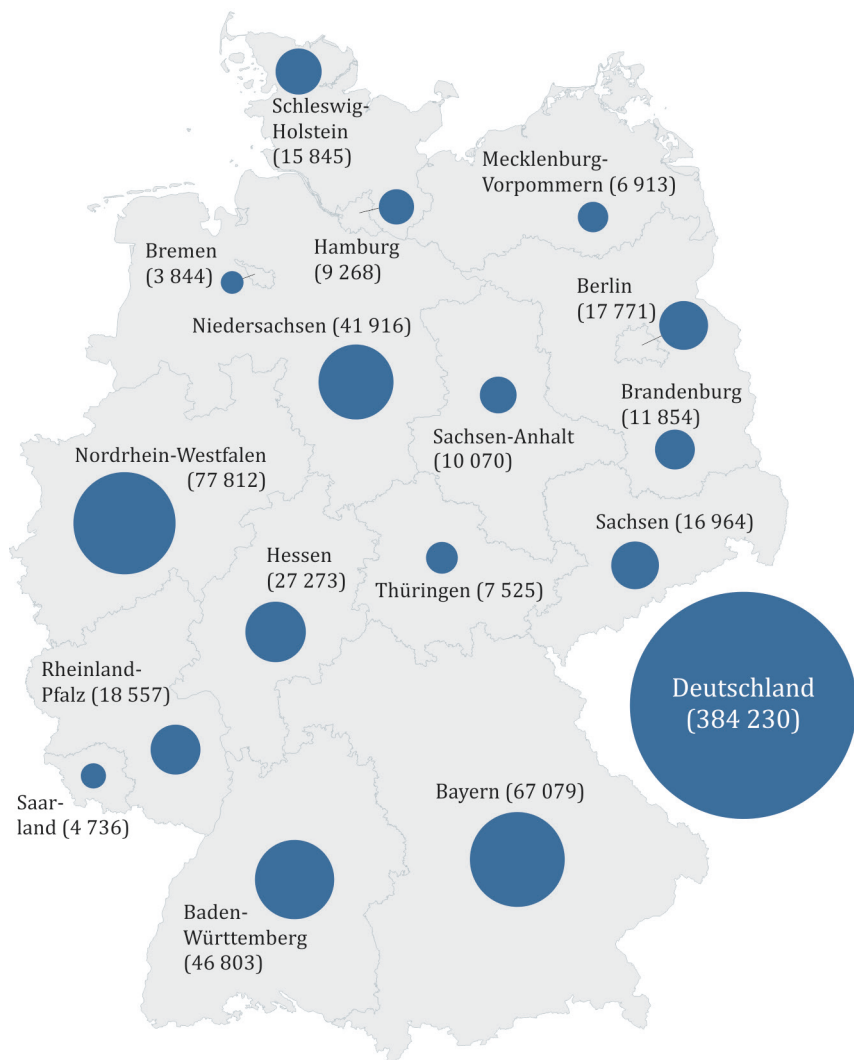 Schleswig-
Holstein
(15 845)
Mecklenburg-
Vorpommern (6 913)
Hamburg
(9 268)
Bremen
(3 844)
Berlin
(17 771)
Niedersachsen (41 916)
Brandenburg
(11 854)
Sachsen-Anhalt
(10 070)
Nordrhein-Westfalen
(77 812)
Sachsen (16 964)
Hessen
(27 273)
Thüringen (7 525)
Rheinland-
Pfalz (18 557)
Deutschland
(384 230)
Saar-
land (4 736)
Bayern (67 079)
Baden-
Württemberg
(46 803)